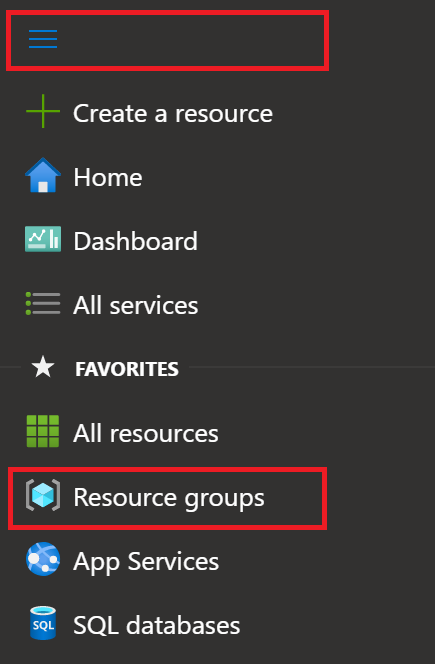 Create a resource
Home
Dashboard
All services
FAVORITES
All resources
Resource groups
App Services
SQL
SQL databases